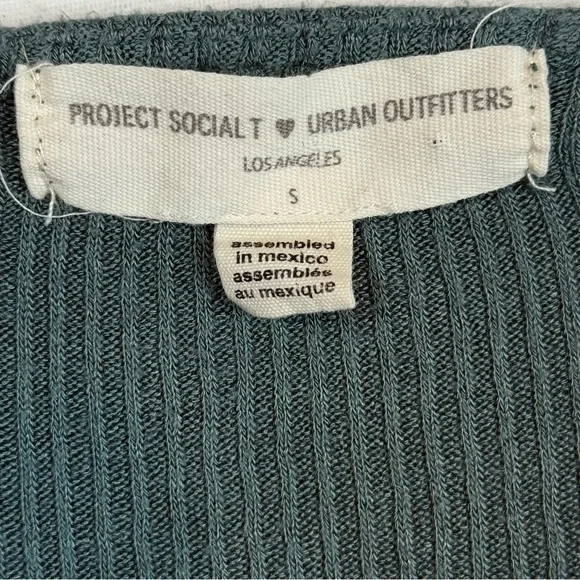 PROJECT SOCIAL T ♥ URBAN OUTFITTERS
LOS ANGELES
S
assembled
in mexico
assemblés
au mexique